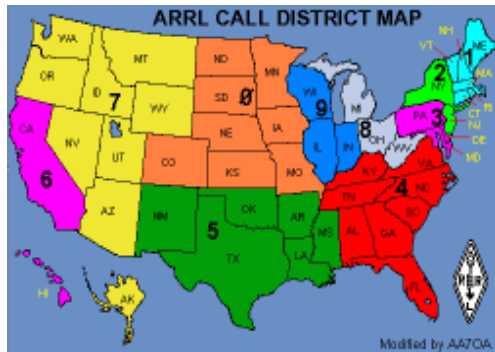 ARRL CALL DISTRICT MAP
NH
WA
MT
ND
MN
VT
ME
OR
ID
SD
Ø
WI
2
1
MA
7
WY
9
MI
NY
RI
CT
NJ
CA
NE
IA
8
PA
3
NV
UT
IL
IN
OH
WV
DE
MD
6
CO
KS
MO
KY
VA
4
AZ
NM
OK
AR
TN
NC
SC
5
MS
AL
GA
TX
LA
HI
AK
FL
Modified by AA7OA